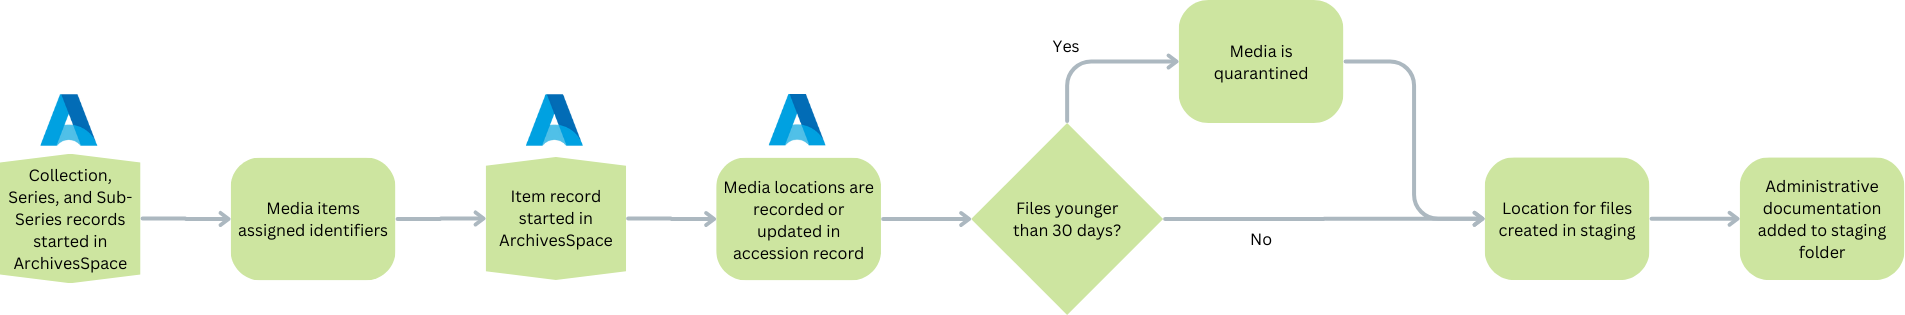 Collection,
Series, and Sub-
Series records
started in
ArchivesSpace
Media items
assigned identifiers
Item record
started in
ArchivesSpace
Media locations are
recorded or
updated in
accession record
Files younger
than 30 days?
Yes
Media is
quarantined
No
Location for files
created in staging
Administrative
documentation
added to staging
folder